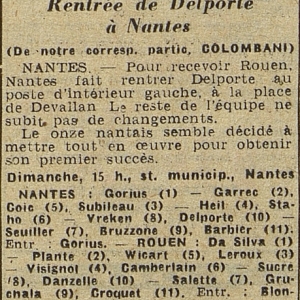 Rentrée de Delporte
à Nantes
(De notre corresp. partic, COLOMBANI)
NANTES. — Pour recevoir Rouen,
Nantes fait rentrer Delporte au
poste d'intérieur gauche, à la place
de Devallan Le reste de l'équipe ne
subit pas de changements.
Le onze nantais semble décidé à
mettre tout en œuvre pour obtenir
son premier succès.
Dimanche, 15 h., st. municip., Nantes
NANTES : Gorius (1) — Garrec (2),
Coic (5), Subileau (3) — Heil (4), Sta-
ho (6) — Vreken (8), Delporte (10) —
Seuiller (7), Bruzzone (9), Barbier (11).
Entr : Gorius. — ROUEN : Da Silva (1)
— Plante (2), Wicart (5), Leroux (3)
— Visignol (4), Camberlain (6) — Sucré
(8), Danzelle (10) — Salette (7), Gru-
chala (9), Croquet (11). Entr : Blon-